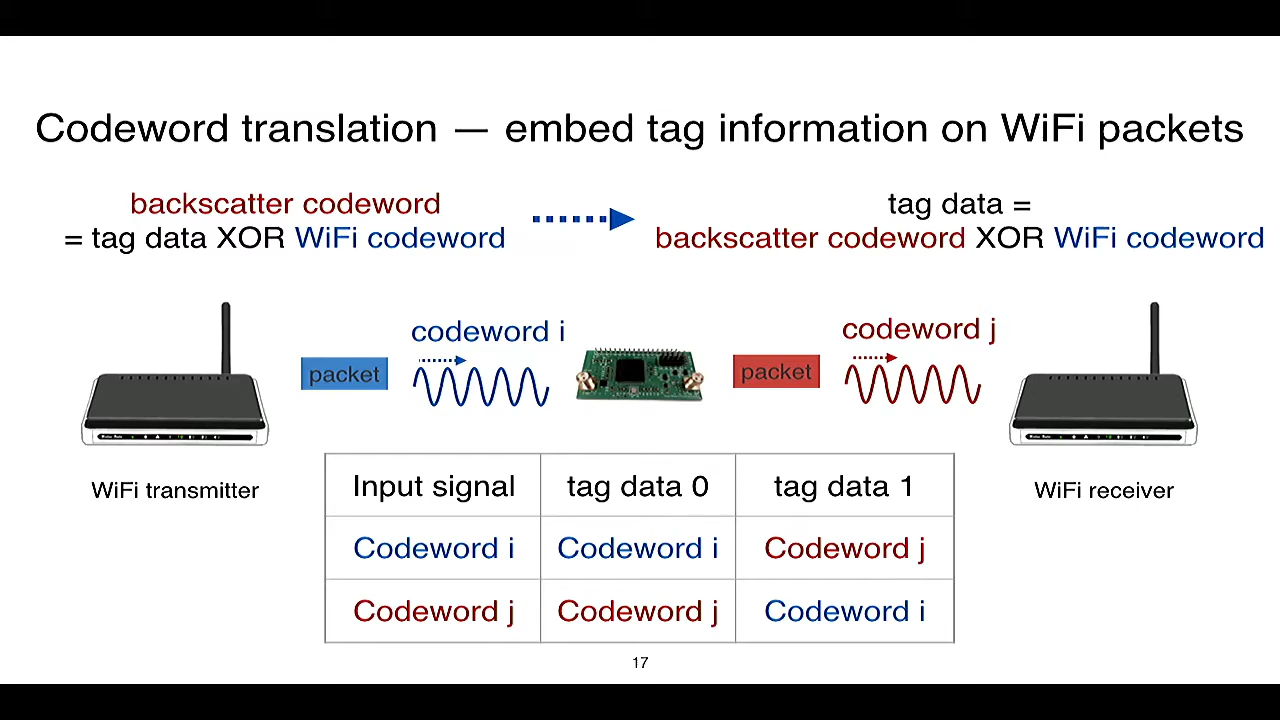 Codeword translation — embed tag information on WiFi packets
backscatter codeword
= tag data XOR WiFi codeword
tag data =
backscatter codeword XOR WiFi codeword
codeword i
codeword j
packet
packet
WiFi transmitter
WiFi receiver
Input signal tag data 0 tag data 1
Codeword i Codeword i Codeword j
Codeword j Codeword j Codeword i
17